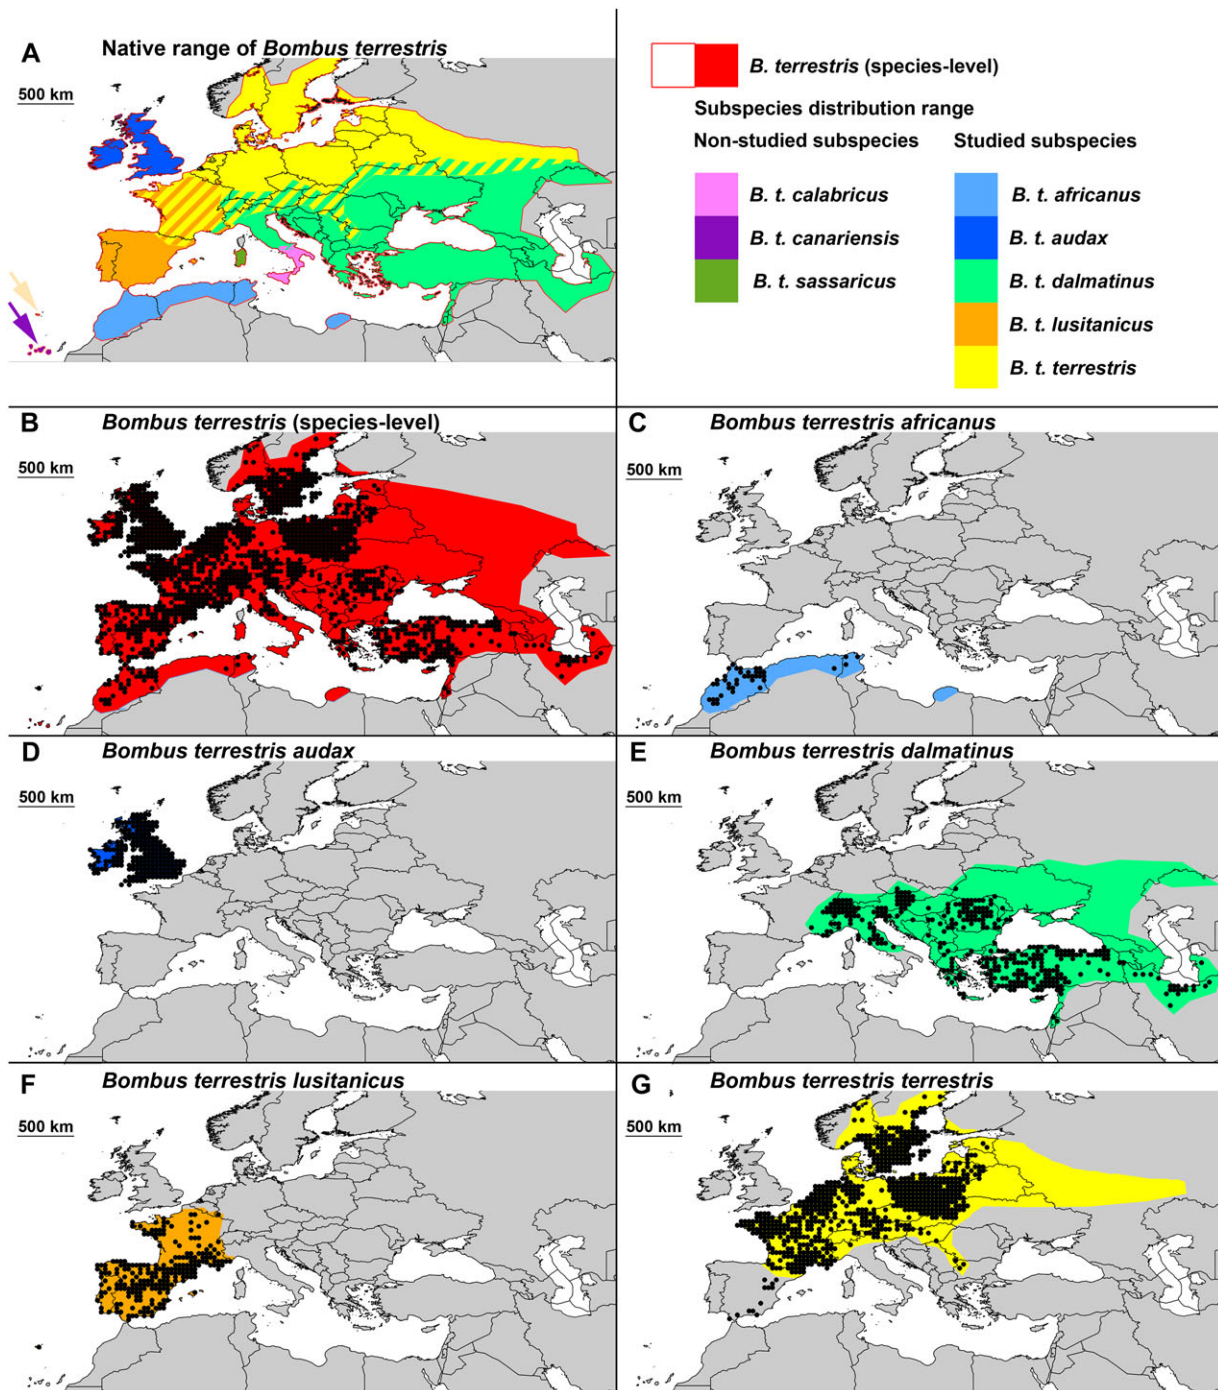 A
Native range of Bombus terrestris
500 km
B. terrestris (species-level)
Subspecies distribution range
Non-studied subspecies
B. t. calabricus
B. t. canariensis
B. t. sassaricus
Studied subspecies
B. t. africanus
B. t. audax
B. t. dalmatinus
B. t. lusitanicus
B. t. terrestris
B
Bombus terrestris (species-level)
500 km
C
Bombus terrestris africanus
500 km
D
Bombus terrestris audax
500 km
E
Bombus terrestris dalmatinus
500 km
F
Bombus terrestris lusitanicus
500 km
G
Bombus terrestris terrestris
500 km